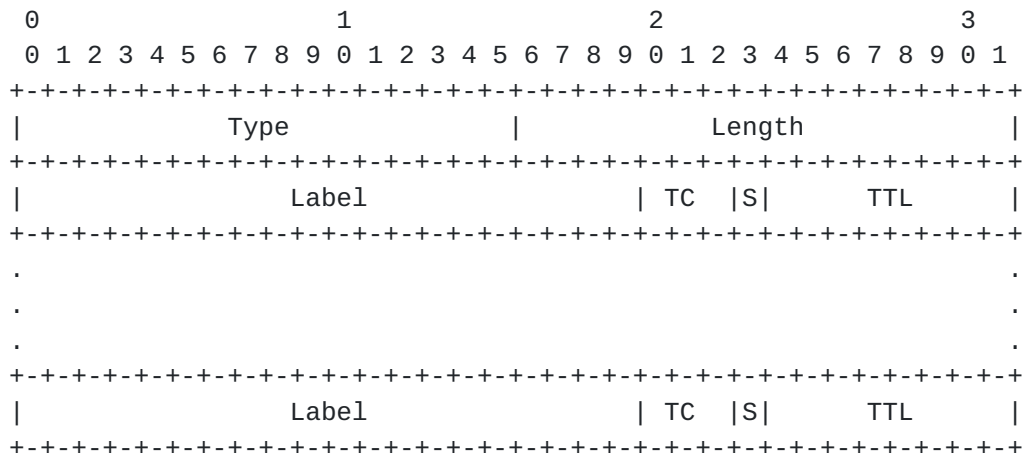 0                   1                   2                   3
 0 1 2 3 4 5 6 7 8 9 0 1 2 3 4 5 6 7 8 9 0 1 2 3 4 5 6 7 8 9 0 1
+-+-+-+-+-+-+-+-+-+-+-+-+-+-+-+-+-+-+-+-+-+-+-+-+-+-+-+-+-+-+-+-+
|             Type              |            Length             |
+-+-+-+-+-+-+-+-+-+-+-+-+-+-+-+-+-+-+-+-+-+-+-+-+-+-+-+-+-+-+-+-+
|                 Label                 | TC  |S|      TTL      |
+-+-+-+-+-+-+-+-+-+-+-+-+-+-+-+-+-+-+-+-+-+-+-+-+-+-+-+-+-+-+-+-+
.                                                               .
.                                                               .
.                                                               .
+-+-+-+-+-+-+-+-+-+-+-+-+-+-+-+-+-+-+-+-+-+-+-+-+-+-+-+-+-+-+-+-+
|                 Label                 | TC  |S|      TTL      |
+-+-+-+-+-+-+-+-+-+-+-+-+-+-+-+-+-+-+-+-+-+-+-+-+-+-+-+-+-+-+-+-+